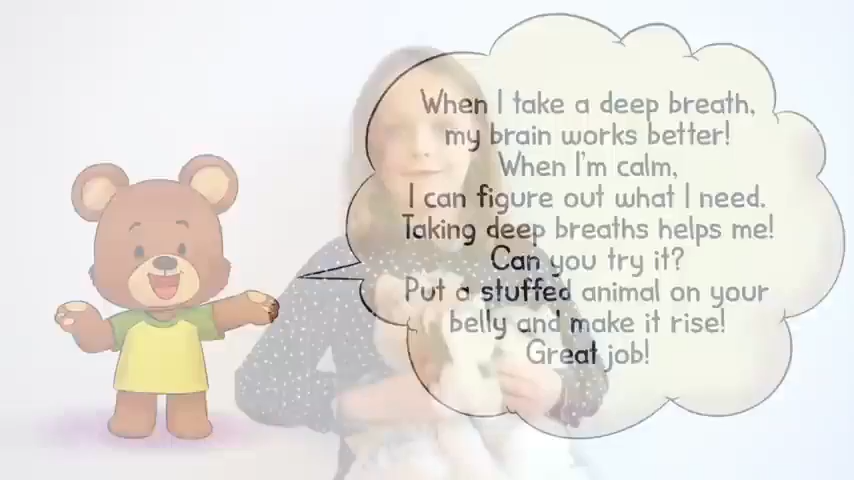 When I take a deep breath,
my brain works better!
When I'm calm,
I can figure out what I need.
Taking deep breaths helps me!
Can you try it?
Put a stuffed animal on your
belly and make it rise!
Great job!